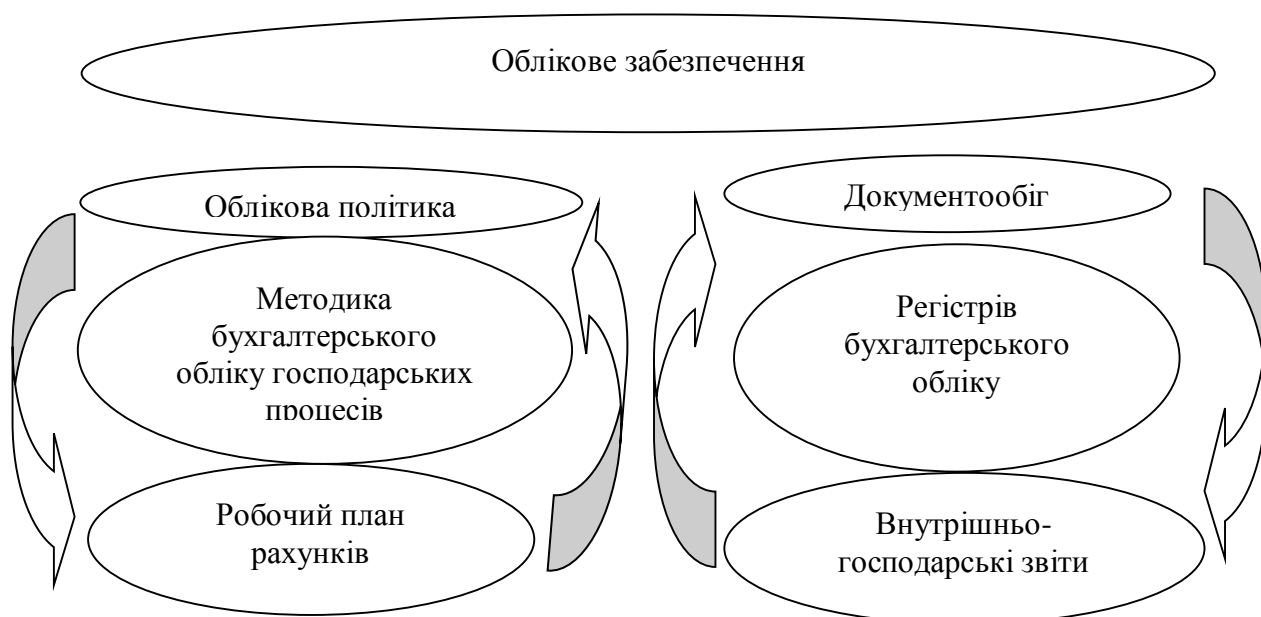 Облікове забезпечення
Облікова політика
Методика
бухгалтерського
обліку господарських
процесів
Робочий план
рахунків
Документообіг
Регістрів
бухгалтерського
обліку
Внутрішньо-
господарські звіти